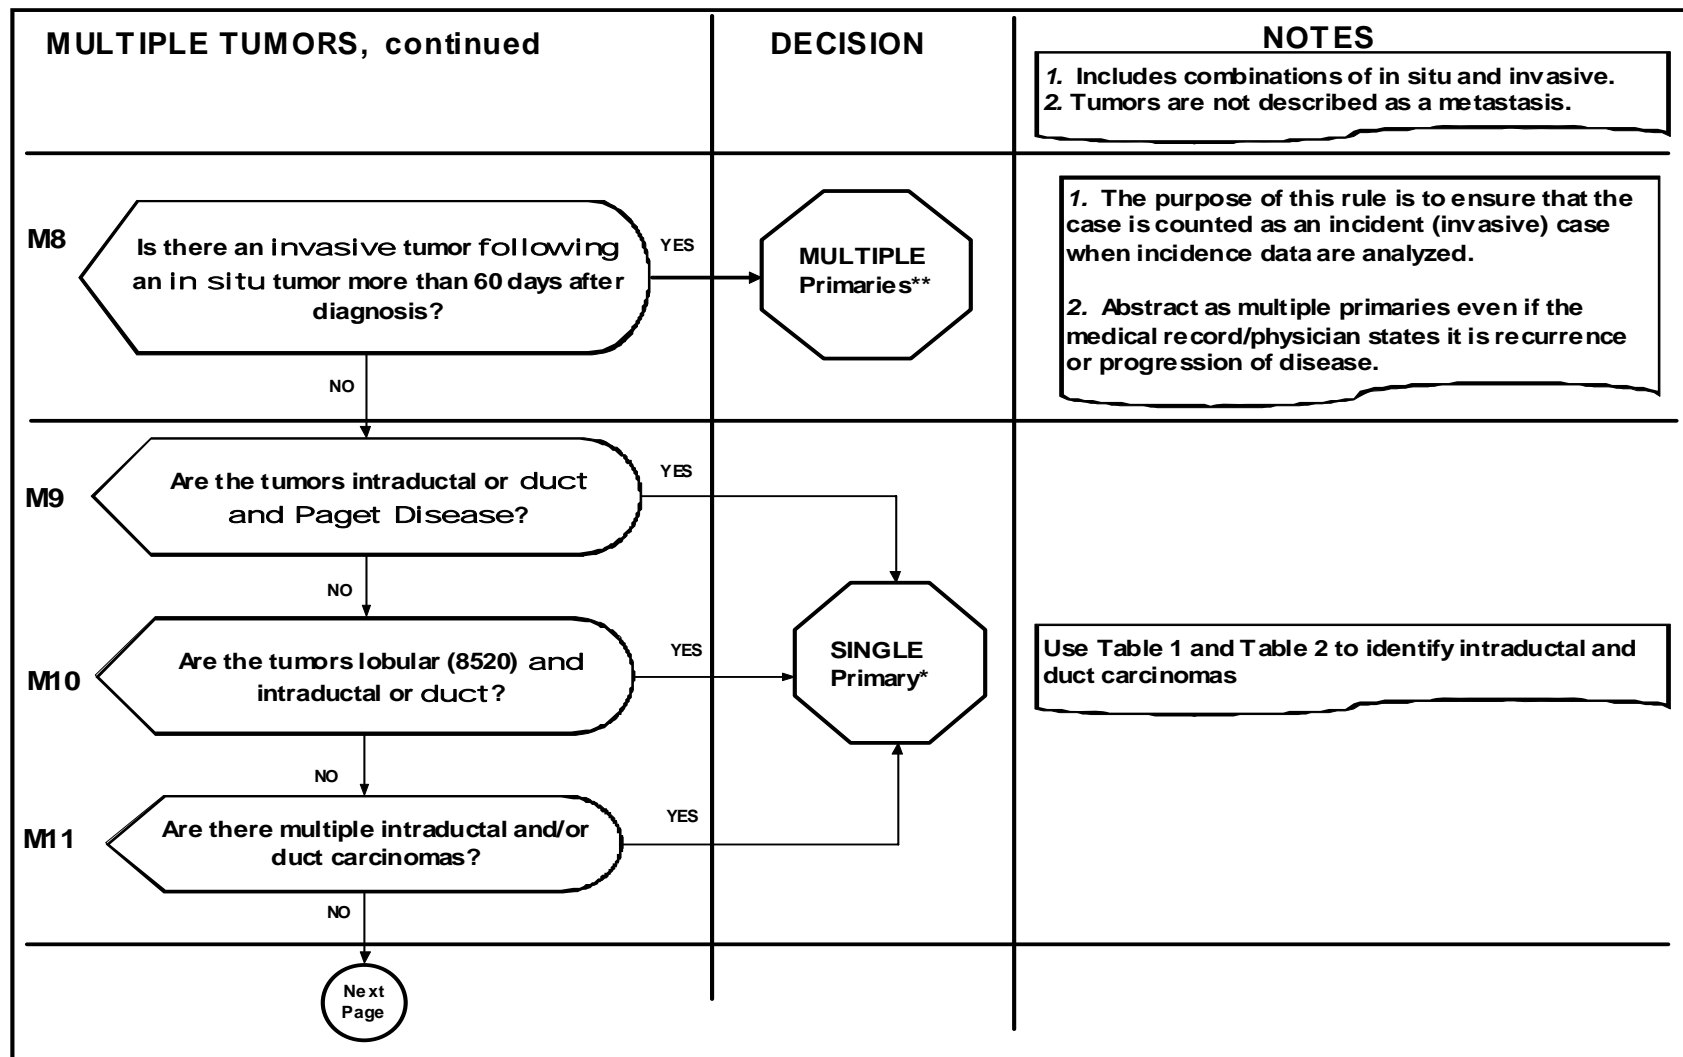 MULTIPLE TUMORS, continued
DECISION
NOTES
1. Includes combinations of in situ and invasive.
2. Tumors are not described as a metastasis.
M8
Is there an invasive tumor following
an in situ tumor more than 60 days after
diagnosis?
YES
NO
MULTIPLE
Primaries**
1. The purpose of this rule is to ensure that the
case is counted as an incident (invasive) case
when incidence data are analyzed.
2. Abstract as multiple primaries even if the
medical record/physician states it is recurrence
or progression of disease.
M9
Are the tumors intraductal or duct
and Paget Disease?
YES
NO
M10
Are the tumors lobular (8520) and
intraductal or duct?
YES
NO
SINGLE
Primary*
Use Table 1 and Table 2 to identify intraductal and
duct carcinomas
M11
Are there multiple intraductal and/or
duct carcinomas?
YES
NO
Next
Page